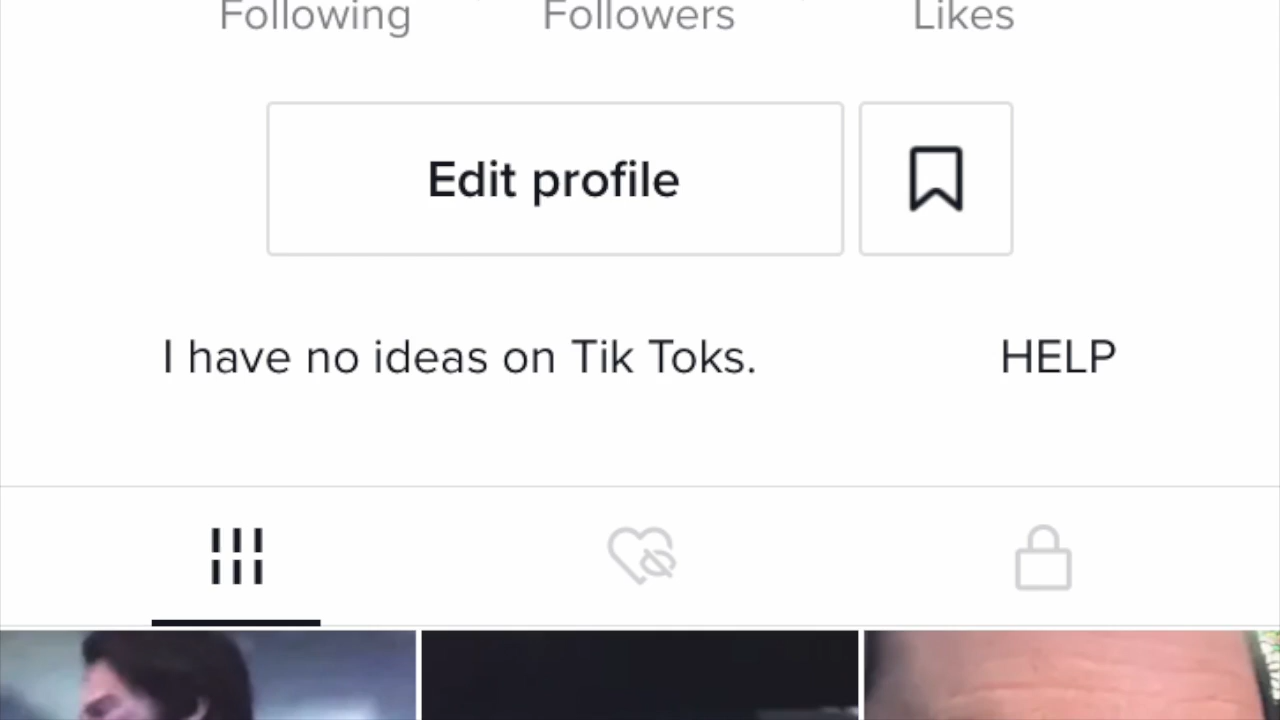 Following Followers Likes
Edit profile
I have no ideas on Tik Toks. HELP